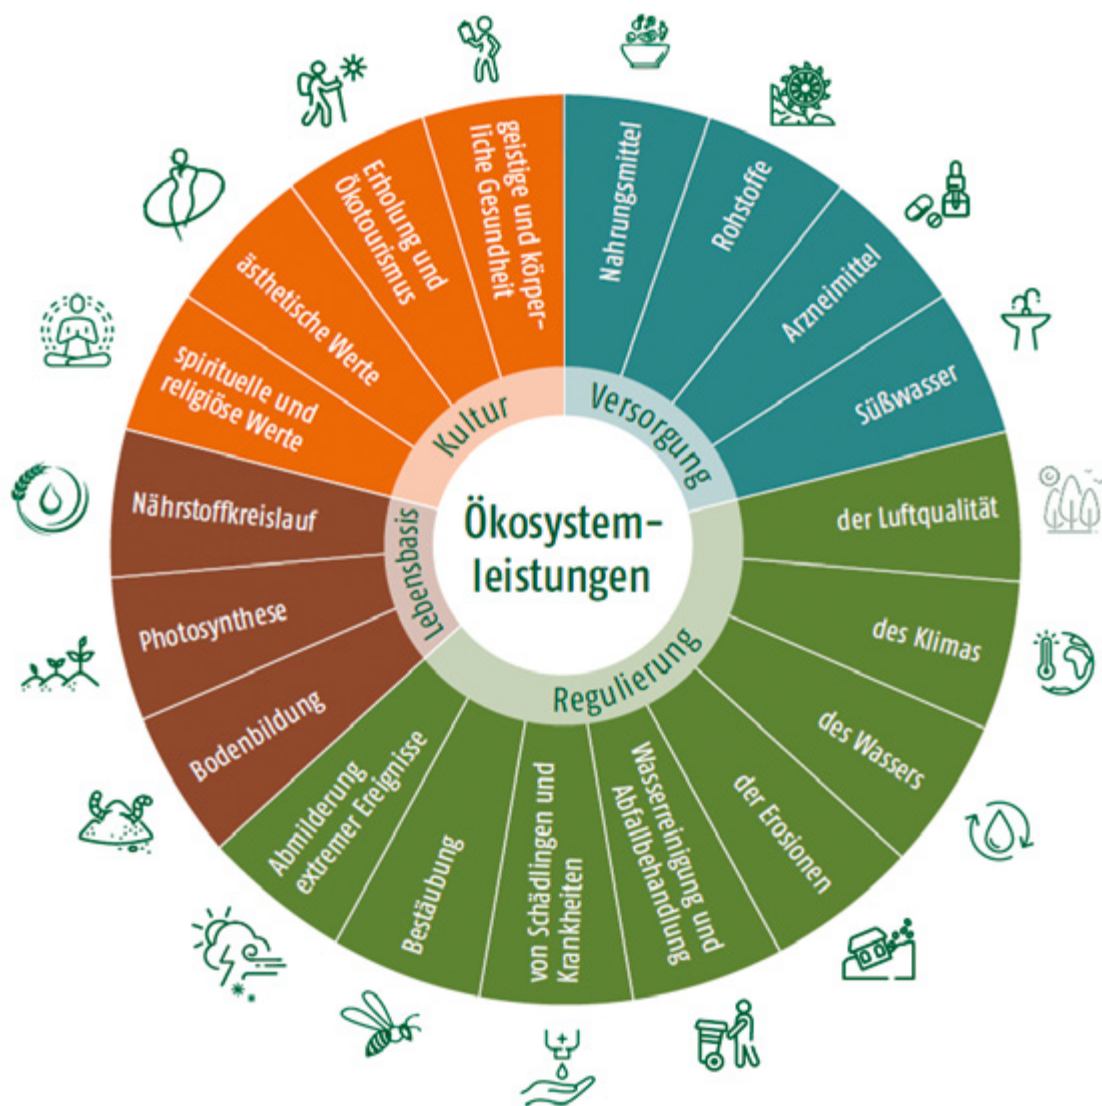 Ökosystem-
leistungen
Versorgung
Nahrungsmittel
Rohstoffe
Arzneimittel
Süßwasser
Regulierung
der Luftqualität
des Klimas
des Wassers
der Erosionen
Wasserreinigung und
Abfallbehandlung
von Schädlingen und
Krankheiten
Bestäubung
Abmilderung
extremer Ereignisse
Lebensbasis
Bodenbildung
Photosynthese
Nährstoffkreislauf
Kultur
spirituelle und
religiöse Werte
ästhetische Werte
Erholung und
Ökotourismus
geistige und körper-
liche Gesundheit